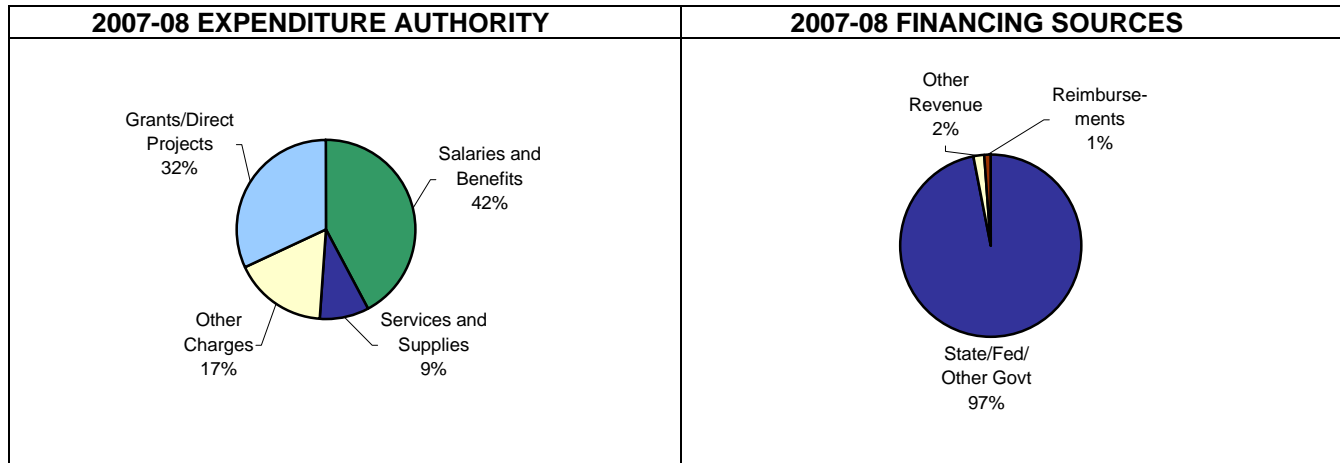 2007-08 EXPENDITURE AUTHORITY
Grants/Direct
Projects
32%
Salaries and
Benefits
42%
Other
Charges
17%
Services and
Supplies
9%
2007-08 FINANCING SOURCES
Other
Revenue
2%
Reimburse-
ments
1%
State/Fed/
Other Govt
97%